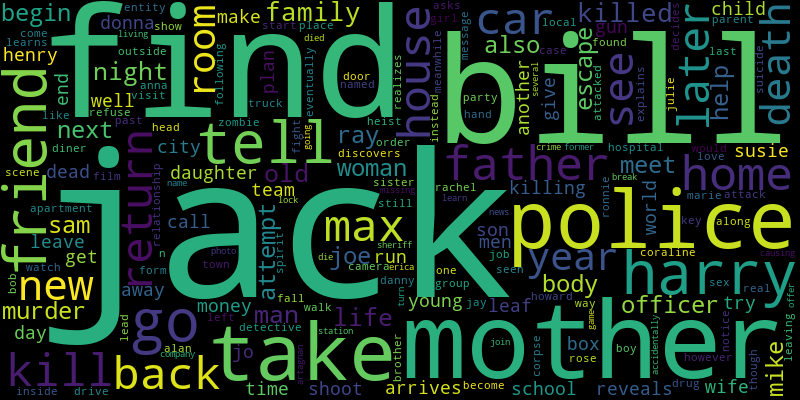 begin
donna
entity
show
family
start
place
room
make
car
killed
local
asks
girl
child
parent
come
learns
find
bill
living
outside
henry
night
anna
visit
following
plan
died
door
named
house
meanwhile
message
also
gun
case
found
escape
attacked
see
explains
decides
later
last
another
several
give
julie
help
suicide
death
end
well
refuse
like
friend
next
past
truck
eventually
realizes
instead
party
hand
zombie
heist
order
fight
going
ray
tell
head
city
diner
scene
dead
film
return
relationship
daughter
old
discovers
woman
father
crime
former
hospital
would
love
susie
home
meet
jack
name
team
sister
missing
lock
still
rachel
learn
killing
ronnie
break
world
marie
attack
apartment
sam
leave
call
attempt
spirit
max
joe
run
son
men
news
police
key
along
get
watch
bob
new
form
n
away
photo
town
camera
sheriff
die
erica
one
group
job
seen
year
coraline
sex
real
causing
offer
murder
day
lead
go
money
left
man
fall
walk
life
danny
turn
young
jay
leaf
howard
body
way
game
harry
officer
try
notice
leaving
detective
alan
company
jo
take
station
artagnan
brother
mother
join
corpse
box
rose
boy
accidentally
however
though
mike
kill
back
inside
drive
time
shoot
arrives
become
school
reveals
drug
wife